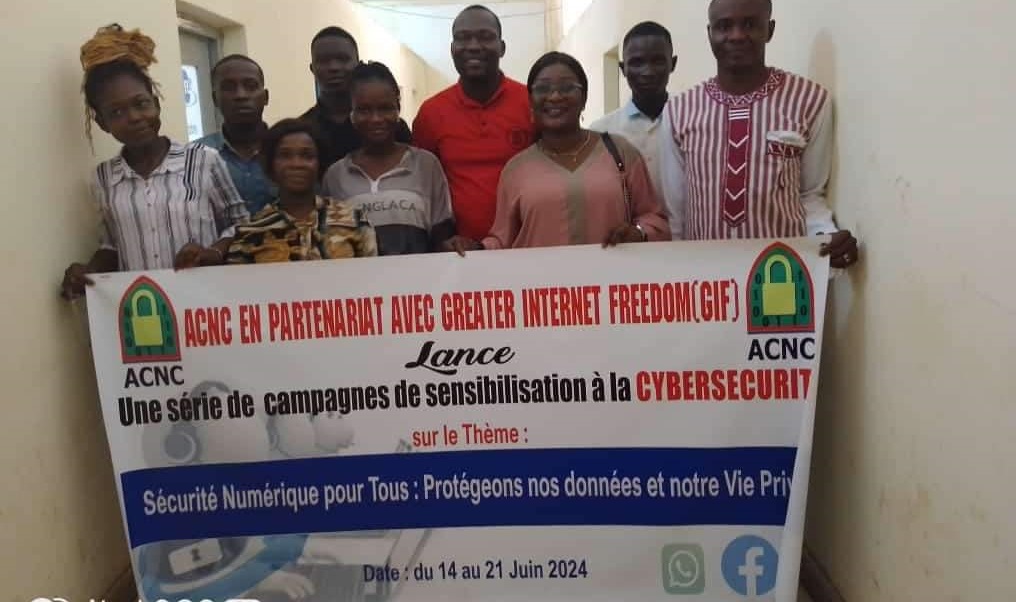 ENGLACA
ACNC EN PARTENARIAT AVEC GREATER INTERNET FREEDOM(GIF)
ACNC
ACNC
Lance
Une série de campagnes de sensibilisation à la CYBERSECURIT
sur le Thème :
Sécurité Numérique pour Tous : Protégeons nos données et notre Vie Priv
Date : du 14 au 21 Juin 2024